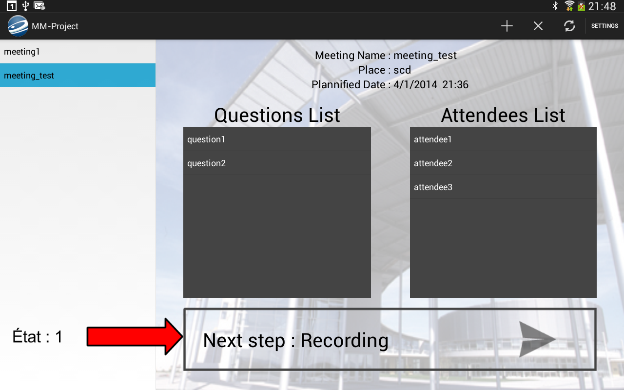 1
21:48
MM-Project
SETTINGS
meeting1
meeting_test
Meeting Name : meeting_test
Place : scd
Plannified Date : 4/1/2014 21:36
Questions List
Attendees List
question1
question2
attendee1
attendee2
attendee3
État : 1
Next step : Recording